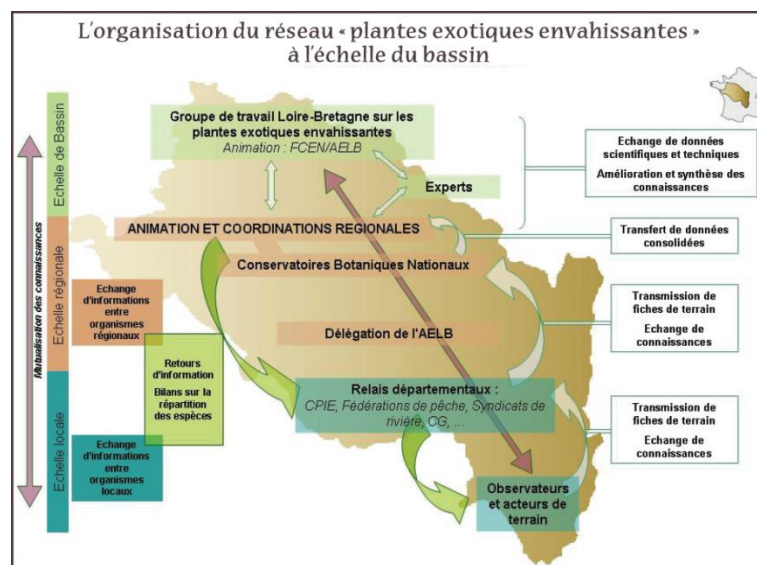 L'organisation du réseau « plantes exotiques envahissantes »
à l'échelle du bassin
Mutualisation des connaissances
Echelle de Bassin
Echelle régionale
Echelle locale
Groupe de travail Loire-Bretagne sur les
plantes exotiques envahissantes
Animation : FCEN/AELB
Experts
ANIMATION ET COORDINATIONS REGIONALES
Conservatoires Botaniques Nationaux
Délégation de l'AELB
Relais départementaux :
CPIE, Fédérations de pêche, Syndicats de
rivière, CG, ...
Observateurs
et acteurs de
terrain
Echange
d'informations
entre
organismes
régionaux
Retours
d'information
Bilans sur la
répartition
des espèces
Echange
d'informations
entre
organismes
locaux
Echange de données
scientifiques et techniques
Amélioration et synthèse des
connaissances
Transfert de données
consolidées
Transmission de
fiches de terrain
Echange de
connaissances
Transmission de
fiches de terrain
Echange de
connaissances